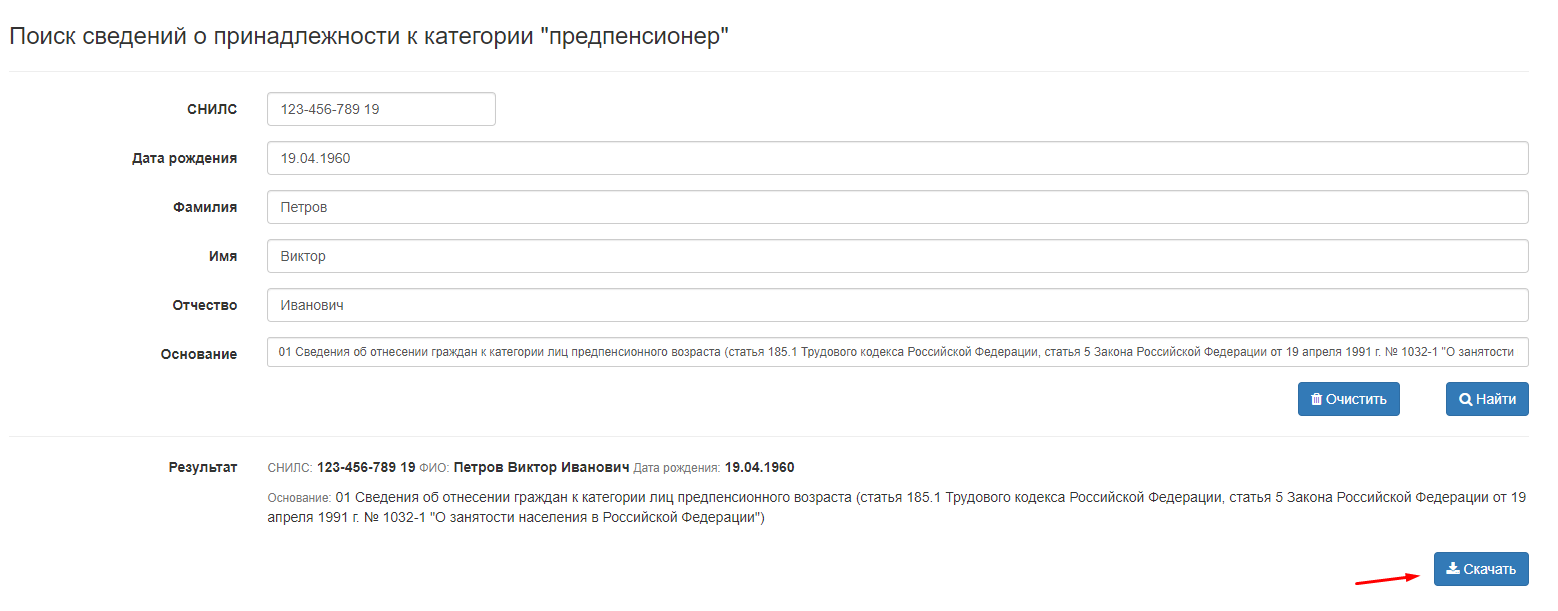 Поиск сведений о принадлежности к категории "предпенсионер"
СНИЛС 123-456-789 19
Дата рождения 19.04.1960
Фамилия Петров
Имя Виктор
Отчество Иванович
Основание 01 Сведения об отнесении граждан к категории лиц предпенсионного возраста (статья 185.1 Трудового кодекса Российской Федерации, статья 5 Закона Российской Федерации от 19 апреля 1991 г. № 1032-1 "О занятости
Очистить Найти
Результат СНИЛС: 123-456-789 19 ФИО: Петров Виктор Иванович Дата рождения: 19.04.1960
Основание: 01 Сведения об отнесении граждан к категории лиц предпенсионного возраста (статья 185.1 Трудового кодекса Российской Федерации, статья 5 Закона Российской Федерации от 19
апреля 1991 г. № 1032-1 "О занятости населения в Российской Федерации")
Скачать